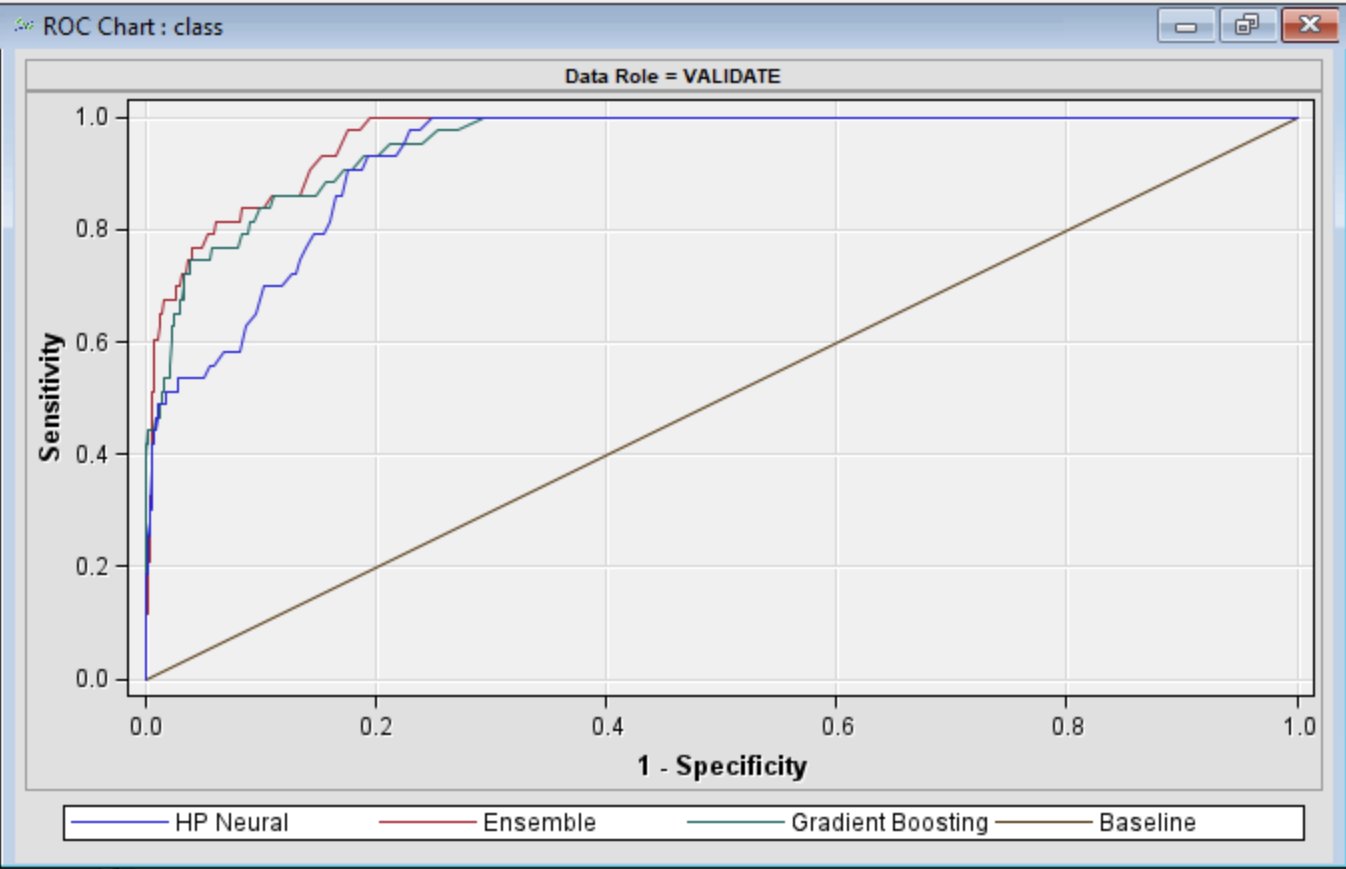 ROC Chart : class
Data Role = VALIDATE
1.0
0.8
0.6
0.4
0.2
0.0
Sensitivity
0.0 0.2 0.4 0.6 0.8 1.0
1 - Specificity
HP Neural Ensemble Gradient Boosting Baseline